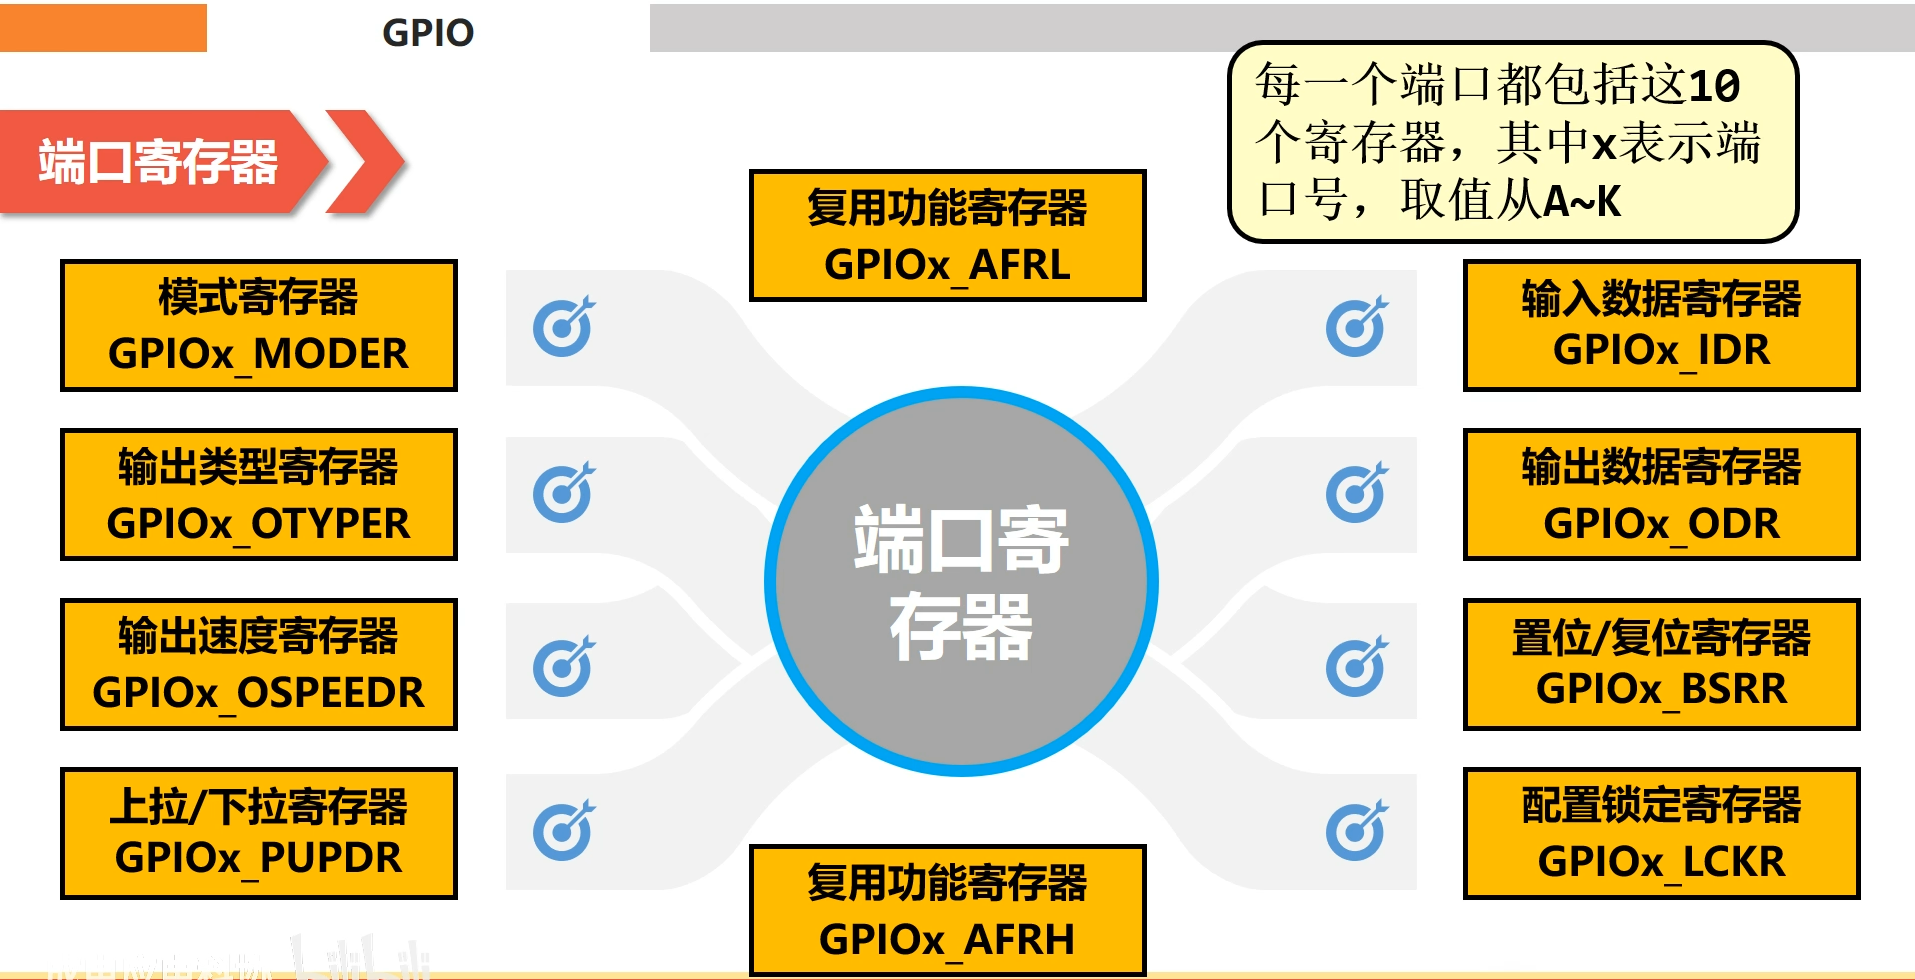 GPIO
端口寄存器
每一个端口都包括这10
个寄存器，其中x表示端
口号，取值从A~K
复用功能寄存器
GPIOx_AFRL
模式寄存器
GPIOx_MODER
输出类型寄存器
GPIOx_OTYPER
输出速度寄存器
GPIOx_OSPEEDR
上拉/下拉寄存器
GPIOx_PUPDR
端口寄
存器
输入数据寄存器
GPIOx_IDR
输出数据寄存器
GPIOx_ODR
置位/复位寄存器
GPIOx_BSRR
配置锁定寄存器
GPIOx_LCKR
复用功能寄存器
GPIOx_AFRH